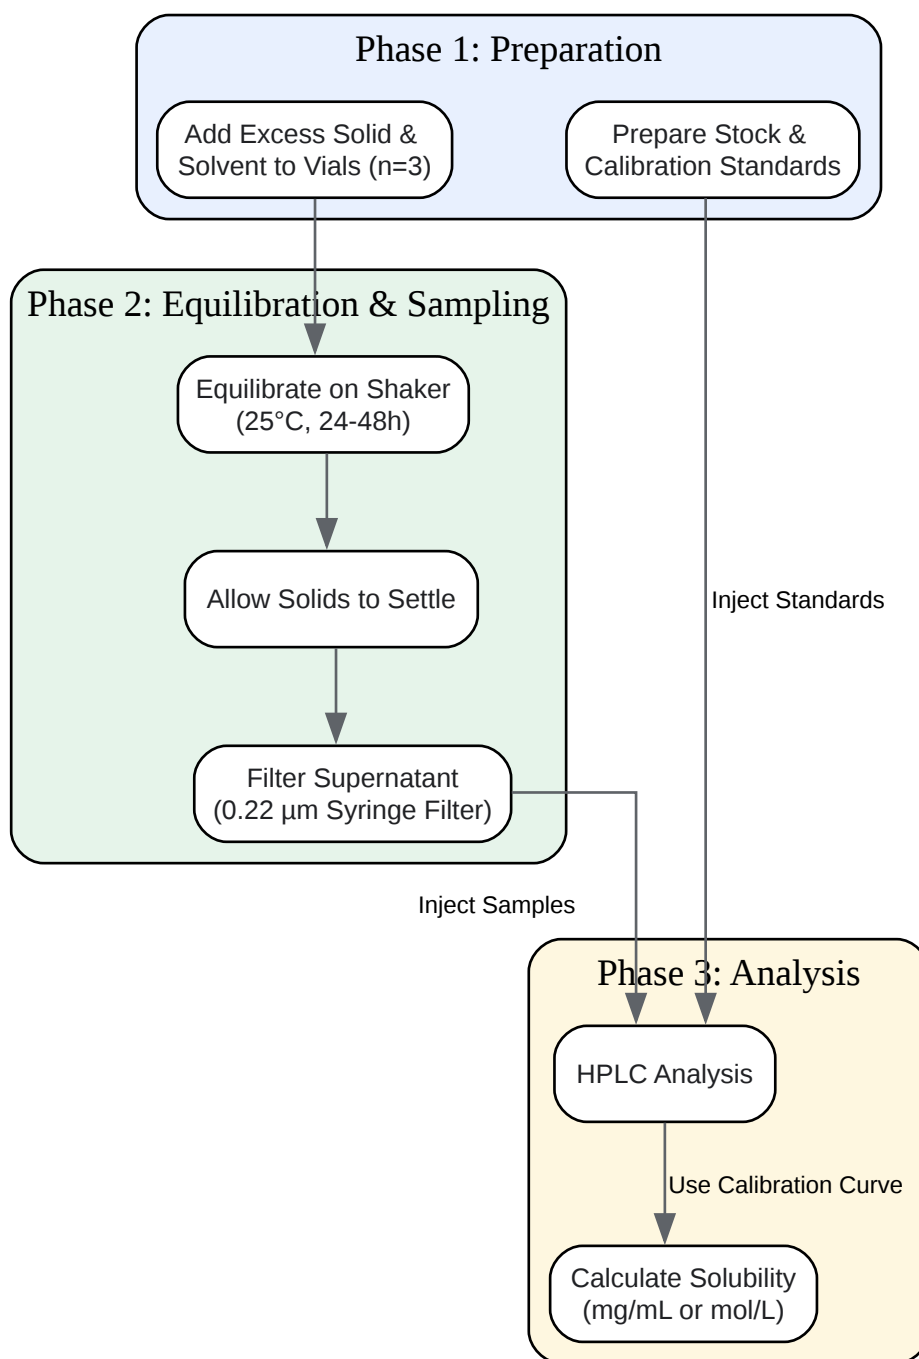 Phase 1: Preparation
Add Excess Solid &
Solvent to Vials (n=3)
Prepare Stock &
Calibration Standards
Phase 2: Equilibration & Sampling
Equilibrate on Shaker
(25°C, 24-48h)
Allow Solids to Settle
Inject Standards
Filter Supernatant
(0.22 µm Syringe Filter)
Inject Samples
Phase 3: Analysis
HPLC Analysis
Use Calibration Curve
Calculate Solubility
(mg/mL or mol/L)